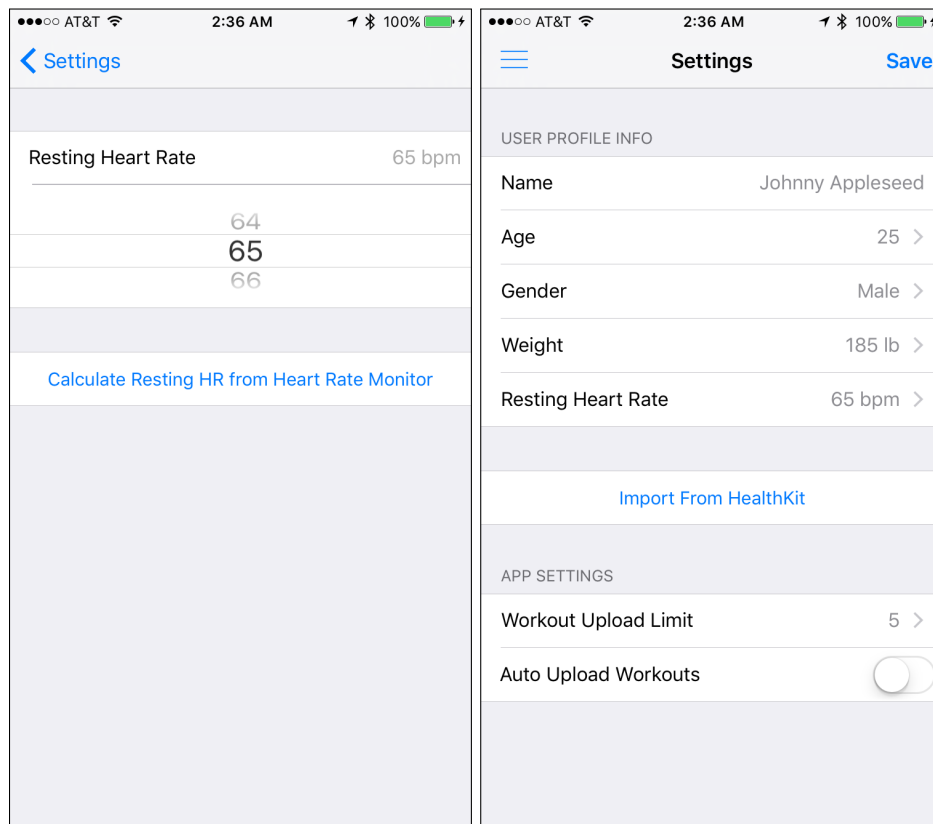 AT&T 2:36 AM 100%
Settings
Resting Heart Rate 65 bpm
64
65
66
Calculate Resting HR from Heart Rate Monitor
AT&T 2:36 AM 100%
Settings Save
USER PROFILE INFO
Name Johnny Appleseed
Age 25
Gender Male
Weight 185 lb
Resting Heart Rate 65 bpm
Import From HealthKit
APP SETTINGS
Workout Upload Limit 5
Auto Upload Workouts